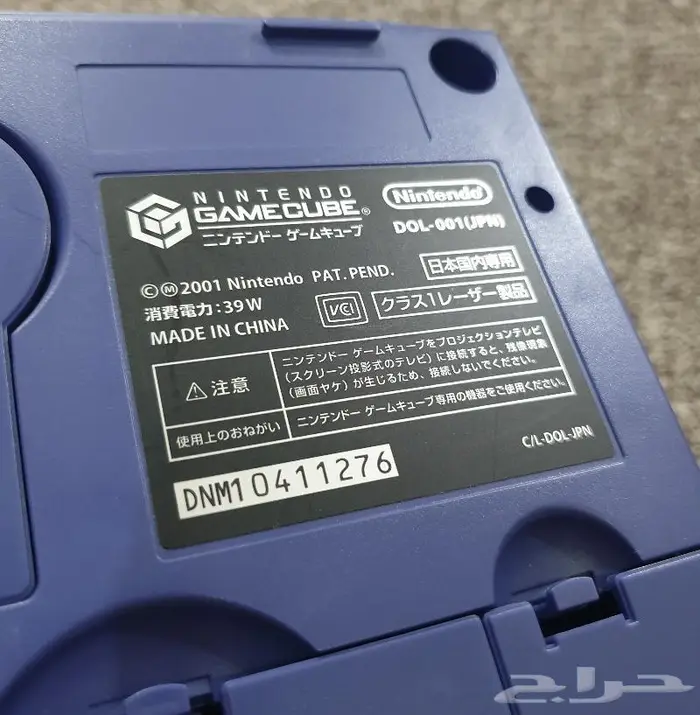 NINTENDO
GAMECUBE®
ニンテンドー ゲームキューブ
Nintendo
DOL-001(JPN)
©Ⓜ2001 Nintendo PAT. PEND.
日本国内専用
消費電力:39W
VCI
クラス1レーザー製品
MADE IN CHINA
⚠注意
ニンテンドー ゲームキューブをプロジェクションテレビ
(スクリーン投影式のテレビ)に接続すると、残像現象
(画面ヤケ)が生じるため、接続しないでください。
使用上のおねがい
ニンテンドー ゲームキューブ専用の機器をご使用ください。
C/L-DOL-JPN
DNM10411276
حراج